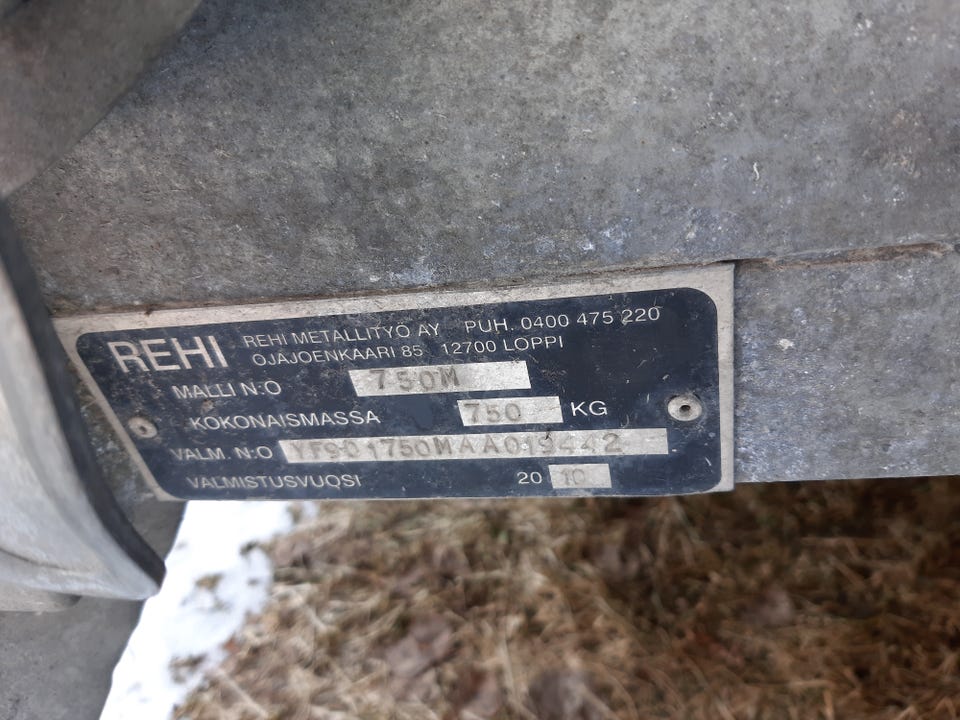 REHI
REHI METALLITYÖ AY PUH. 0400 475 220
OJAJOENKAARI 85 12700 LOPPI
MALLI N:O 750M
KOKONAISMASSA 750 KG
VALM. N:O YF901750MAA019442
VALMISTUSVUOSI 20 10